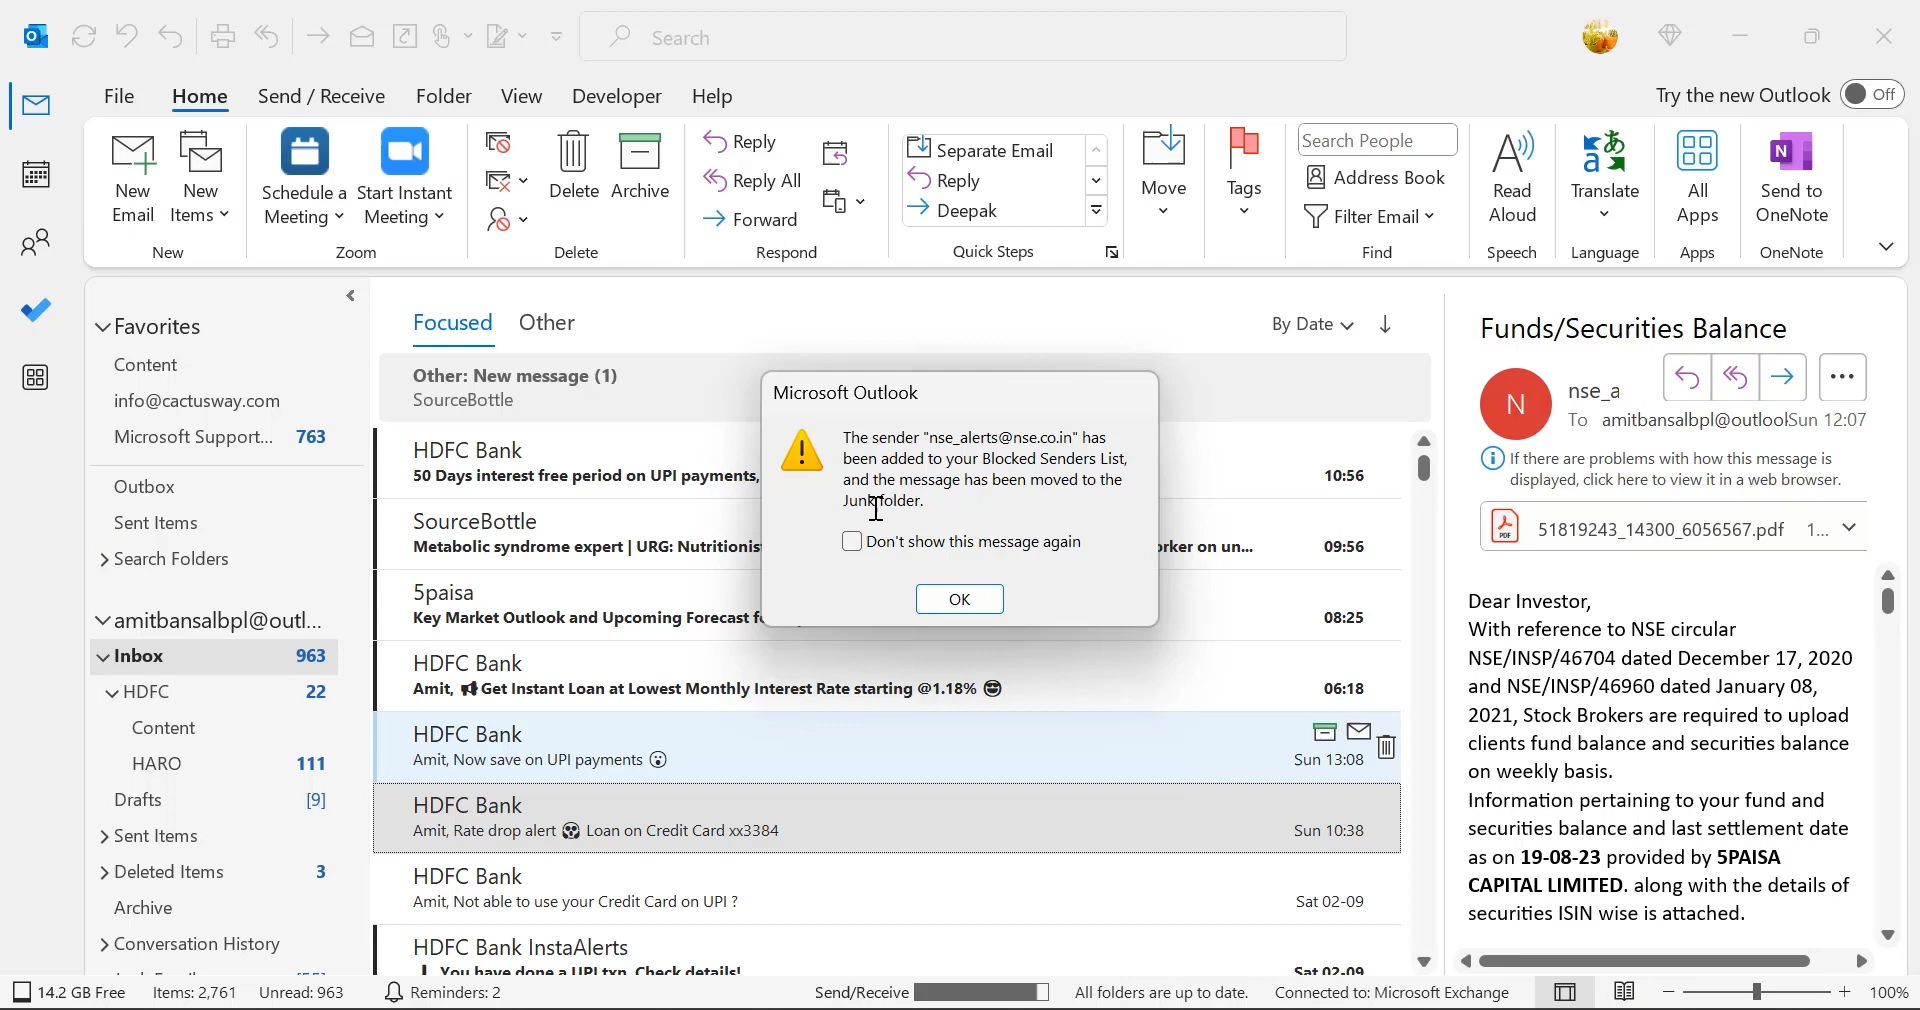 Search
File Home Send / Receive Folder View Developer Help
Try the new Outlook Off
New Email
New Items
New
Schedule a Meeting
Start Instant Meeting
Zoom
Delete
Archive
Delete
Reply
Reply All
Forward
Respond
Separate Email
Reply
Deepak
Quick Steps
Move
Tags
Search People
Address Book
Filter Email
Find
Read Aloud
Speech
Translate
Language
All Apps
Apps
Send to OneNote
OneNote
Favorites
Content
info@cactusway.com
Microsoft Support... 763
Outbox
Sent Items
Search Folders
amitbansalbpl@outl...
Inbox 963
HDFC 22
Content
HARO 111
Drafts [9]
Sent Items
Deleted Items 3
Archive
Conversation History
Focused Other
By Date
Other: New message (1)
SourceBottle
HDFC Bank
50 Days interest free period on UPI payments, 10:56
SourceBottle
Metabolic syndrome expert | URG: Nutritionis orker on un... 09:56
5paisa
Key Market Outlook and Upcoming Forecast f 08:25
HDFC Bank
Amit, 📢 Get Instant Loan at Lowest Monthly Interest Rate starting @1.18% 😎 06:18
HDFC Bank
Amit, Now save on UPI payments 😮 Sun 13:08
HDFC Bank
Amit, Rate drop alert Loan on Credit Card xx3384 Sun 10:38
HDFC Bank
Amit, Not able to use your Credit Card on UPI ? Sat 02-09
HDFC Bank InstaAlerts
You have done a UPI txn. Check details! Sat 02-09
Microsoft Outlook
The sender "nse_alerts@nse.co.in" has
been added to your Blocked Senders List,
and the message has been moved to the
Junk folder.
Don't show this message again
OK
Funds/Securities Balance
N
nse_a
To amitbansalbpl@outlool Sun 12:07
If there are problems with how this message is
displayed, click here to view it in a web browser.
PDF 51819243_14300_6056567.pdf 1...
Dear Investor,
With reference to NSE circular
NSE/INSP/46704 dated December 17, 2020
and NSE/INSP/46960 dated January 08,
2021, Stock Brokers are required to upload
clients fund balance and securities balance
on weekly basis.
Information pertaining to your fund and
securities balance and last settlement date
as on 19-08-23 provided by 5PAISA
CAPITAL LIMITED. along with the details of
securities ISIN wise is attached.
14.2 GB Free Items: 2,761 Unread: 963 Reminders: 2 Send/Receive All folders are up to date. Connected to: Microsoft Exchange 100%